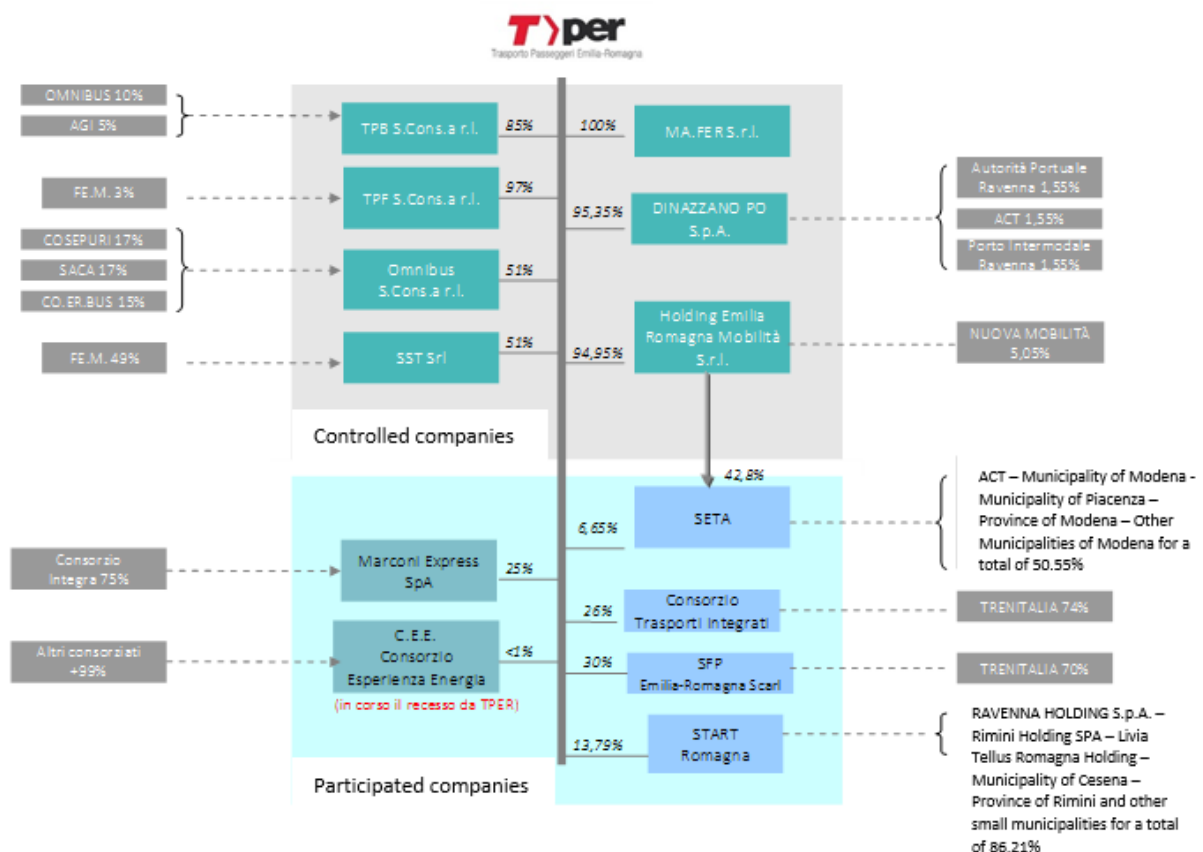 T per
Trasporto Passeggeri Emilia-Romagna
OMNIBUS 10%
AGI 5%
TPB S.Cons.a r.l.
85%
100%
MA.FER S.r.l.
FE.M. 3%
TPF S.Cons.a r.l.
97%
95,35%
DINAZZANO PO
S.p.A.
Autorità Portuale
Ravenna 1,55%
ACT 1,55%
Porto Intermodale
Ravenna 1,55%
COSEPURI 17%
SACA 17%
CO.ER.BUS 15%
Omnibus
S.Cons.a r.l.
51%
FE.M. 49%
SST Srl
51%
94,95%
Holding Emilia
Romagna Mobilità
S.r.l.
NUOVA MOBILITÀ
5,05%
Controlled companies
42,8%
SETA
6,65%
ACT – Municipality of Modena -
Municipality of Piacenza –
Province of Modena – Other
Municipalities of Modena for a
total of 50.55%
Consorzio
Integra 75%
Marconi Express
SpA
25%
26%
Consorzio
Trasporti Integrati
TRENITALIA 74%
Altri consorziati
+99%
C.E.E.
Consorzio
Esperienza Energia
<1%
(in corso il recesso da TPER)
30%
SFP
Emilia-Romagna Scarl
TRENITALIA 70%
13,79%
START
Romagna
RAVENNA HOLDING S.p.A. –
Rimini Holding SPA – Livia
Tellus Romagna Holding –
Municipality of Cesena –
Province of Rimini and other
small municipalities for a total
of 86.21%
Participated companies